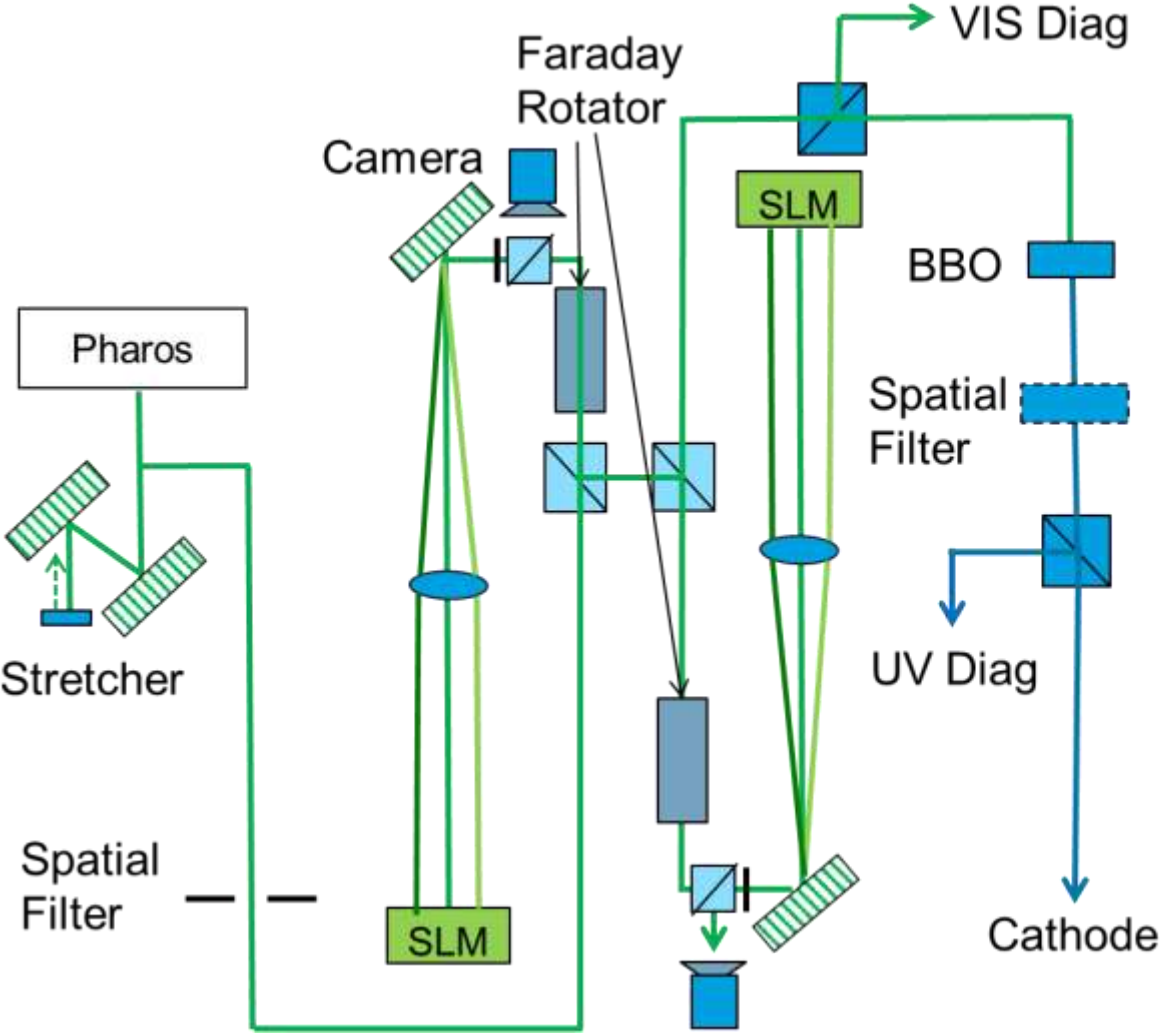 VIS Diag
Faraday
Rotator
Camera
SLM
BBO
Pharos
Spatial
Filter
Stretcher
UV Diag
Spatial
Filter
SLM
Cathode